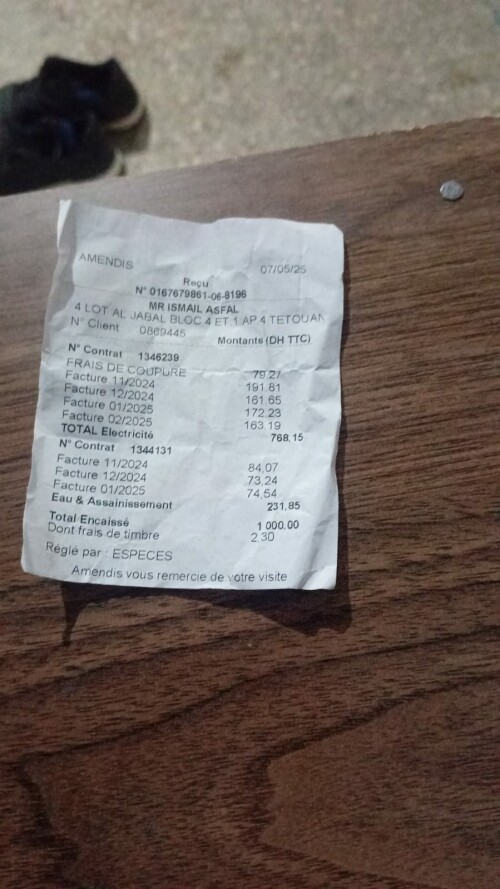 AMENDIS 07/05/25
Reçu
N° 0167679861-06-8196
MR ISMAIL ASFAL
4 LOT AL JABAL BLOC 4 ET 1 AP 4 TETOUAN
N° Client 0869445 Montants (DH TTC)
N° Contrat 1346239
FRAIS DE COUPURE 79,27
Facture 11/2024 191.81
Facture 12/2024 161.65
Facture 01/2025 172.23
Facture 02/2025 163.19
TOTAL Electricité 768,15
N° Contrat 1344131
Facture 11/2024 84,07
Facture 12/2024 73,24
Facture 01/2025 74,54
Eau & Assainissement 231,85
Total Encaissé 1 000.00
Dont frais de timbre 2.30
Réglé par : ESPECES
Amendis vous remercie de votre visite